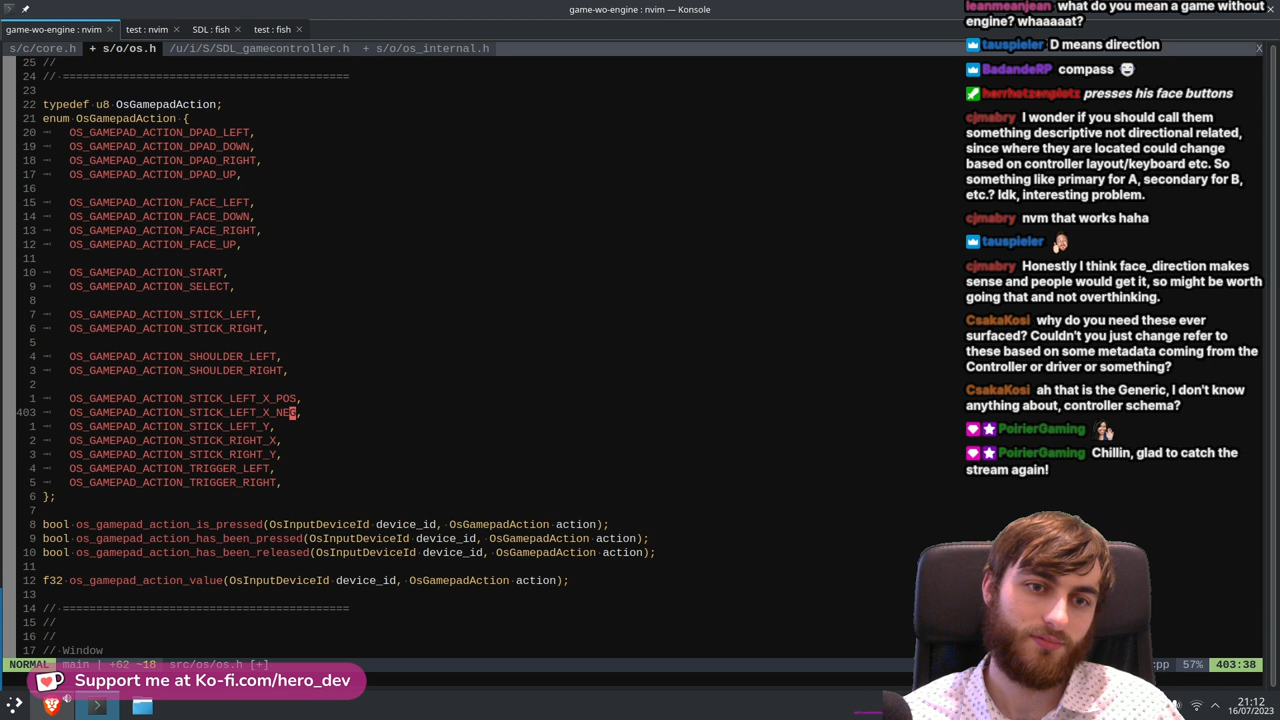 game-wo-engine : nvim — Konsole
game-wo-engine : nvim
test : nvim
SDL : fish
test : fish
s/c/core.h + s/o/os.h /u/i/S/SDL_gamecontroller.h + s/o/os_internal.h X
25 //
24 // ==========================================
23
22 typedef u8 OsGamepadAction;
21 enum OsGamepadAction {
20 OS_GAMEPAD_ACTION_DPAD_LEFT,
19 OS_GAMEPAD_ACTION_DPAD_DOWN,
18 OS_GAMEPAD_ACTION_DPAD_RIGHT,
17 OS_GAMEPAD_ACTION_DPAD_UP,
16
15 OS_GAMEPAD_ACTION_FACE_LEFT,
14 OS_GAMEPAD_ACTION_FACE_DOWN,
13 OS_GAMEPAD_ACTION_FACE_RIGHT,
12 OS_GAMEPAD_ACTION_FACE_UP,
11
10 OS_GAMEPAD_ACTION_START,
9 OS_GAMEPAD_ACTION_SELECT,
8
7 OS_GAMEPAD_ACTION_STICK_LEFT,
6 OS_GAMEPAD_ACTION_STICK_RIGHT,
5
4 OS_GAMEPAD_ACTION_SHOULDER_LEFT,
3 OS_GAMEPAD_ACTION_SHOULDER_RIGHT,
2
1 OS_GAMEPAD_ACTION_STICK_LEFT_X_POS,
403 OS_GAMEPAD_ACTION_STICK_LEFT_X_NEG,
1 OS_GAMEPAD_ACTION_STICK_LEFT_Y,
2 OS_GAMEPAD_ACTION_STICK_RIGHT_X,
3 OS_GAMEPAD_ACTION_STICK_RIGHT_Y,
4 OS_GAMEPAD_ACTION_TRIGGER_LEFT,
5 OS_GAMEPAD_ACTION_TRIGGER_RIGHT,
6 };
7
8 bool os_gamepad_action_is_pressed(OsInputDeviceId device_id, OsGamepadAction action);
9 bool os_gamepad_action_has_been_pressed(OsInputDeviceId device_id, OsGamepadAction action);
10 bool os_gamepad_action_has_been_released(OsInputDeviceId device_id, OsGamepadAction action);
11
12 f32 os_gamepad_action_value(OsInputDeviceId device_id, OsGamepadAction action);
13
14 // ==========================================
15 //
16 //
17 // Window
NORMAL main | +62 ~18 src/os/os.h [+] cpp 57% 403:38
Support me at Ko-fi.com/hero_dev
21:12
16/07/2023
leanmeanjean what do you mean a game without
engine? whaaaaat?
tauspieler: D means direction
BadandeRP compass
herrhotzenplotz presses his face buttons
cjmabry I wonder if you should call them
something descriptive not directional related,
since where they are located could change
based on controller layout/keyboard etc. So
something like primary for A, secondary for B,
etc.? Idk, interesting problem.
cjmabry nvm that works haha
tauspieler
cjmabry Honestly I think face_direction makes
sense and people would get it, so might be worth
going that and not overthinking.
CsakaKosi why do you need these ever
surfaced? Couldn't you just change refer to
these based on some metadata coming from the
Controller or driver or something?
CsakaKosi ah that is the Generic, I don't know
anything about, controller schema?
PoirierGaming
PoirierGaming Chillin, glad to catch the
stream again!